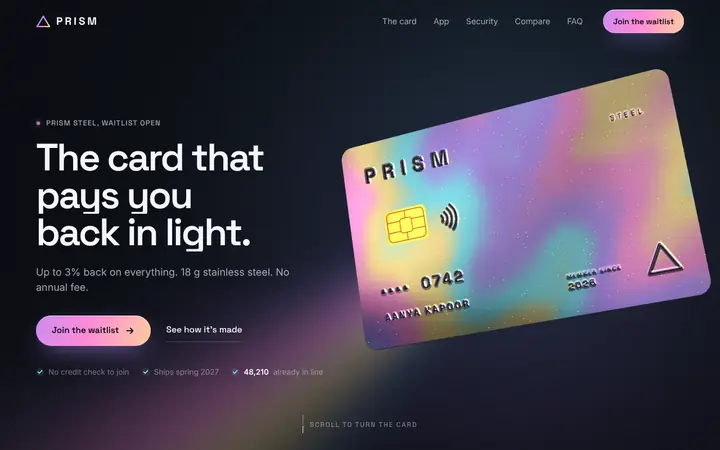 PRISM
The card
App
Security
Compare
FAQ
Join the waitlist
PRISM STEEL, WAITLIST OPEN
The card that
pays you
back in light.
Up to 3% back on everything. 18 g stainless steel. No
annual fee.
Join the waitlist →
See how it's made
No credit check to join
Ships spring 2027
48,210 already in line
STEEL
PRISM
0742
MEMBER SINCE
2026
AANYA KAPOOR
SCROLL TO TURN THE CARD